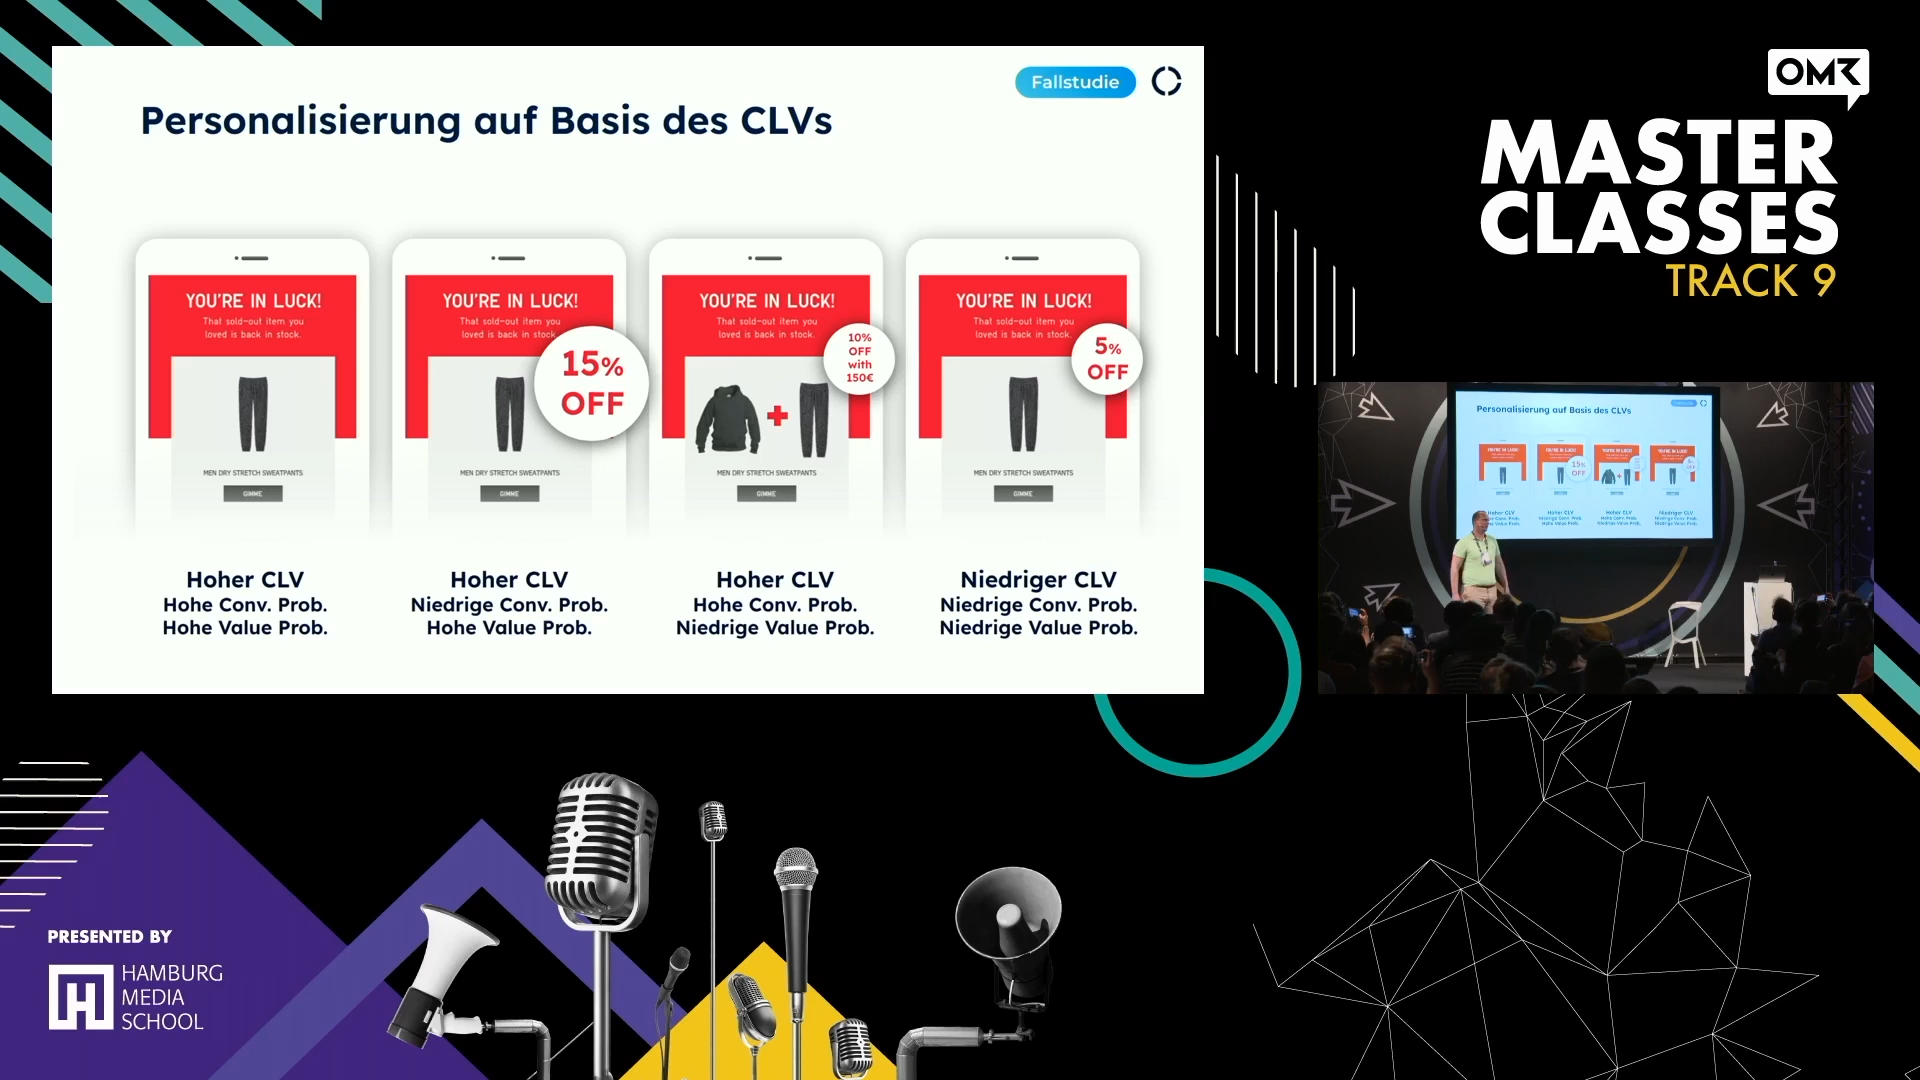 Fallstudie
Personalisierung auf Basis des CLVs
YOU'RE IN LUCK!
That sold-out item you
loved is back in stock.
MEN DRY STRETCH SWEATPANTS
GIMME
Hoher CLV
Hohe Conv. Prob.
Hohe Value Prob.
YOU'RE IN LUCK!
That sold-out item you
loved is back in stock.
15%
OFF
MEN DRY STRETCH SWEATPANTS
GIMME
Hoher CLV
Niedrige Conv. Prob.
Hohe Value Prob.
YOU'RE IN LUCK!
That sold-out item you
loved is back in stock.
10%
OFF
with
150€
MEN DRY STRETCH SWEATPANTS
GIMME
Hoher CLV
Hohe Conv. Prob.
Niedrige Value Prob.
YOU'RE IN LUCK!
That sold-out item you
loved is back in stock.
5%
OFF
MEN DRY STRETCH SWEATPANTS
GIMME
Niedriger CLV
Niedrige Conv. Prob.
Niedrige Value Prob.
OMR
MASTER
CLASSES
TRACK 9
Personalisierung auf Basis des CLVs
PRESENTED BY
HAMBURG
MEDIA
SCHOOL